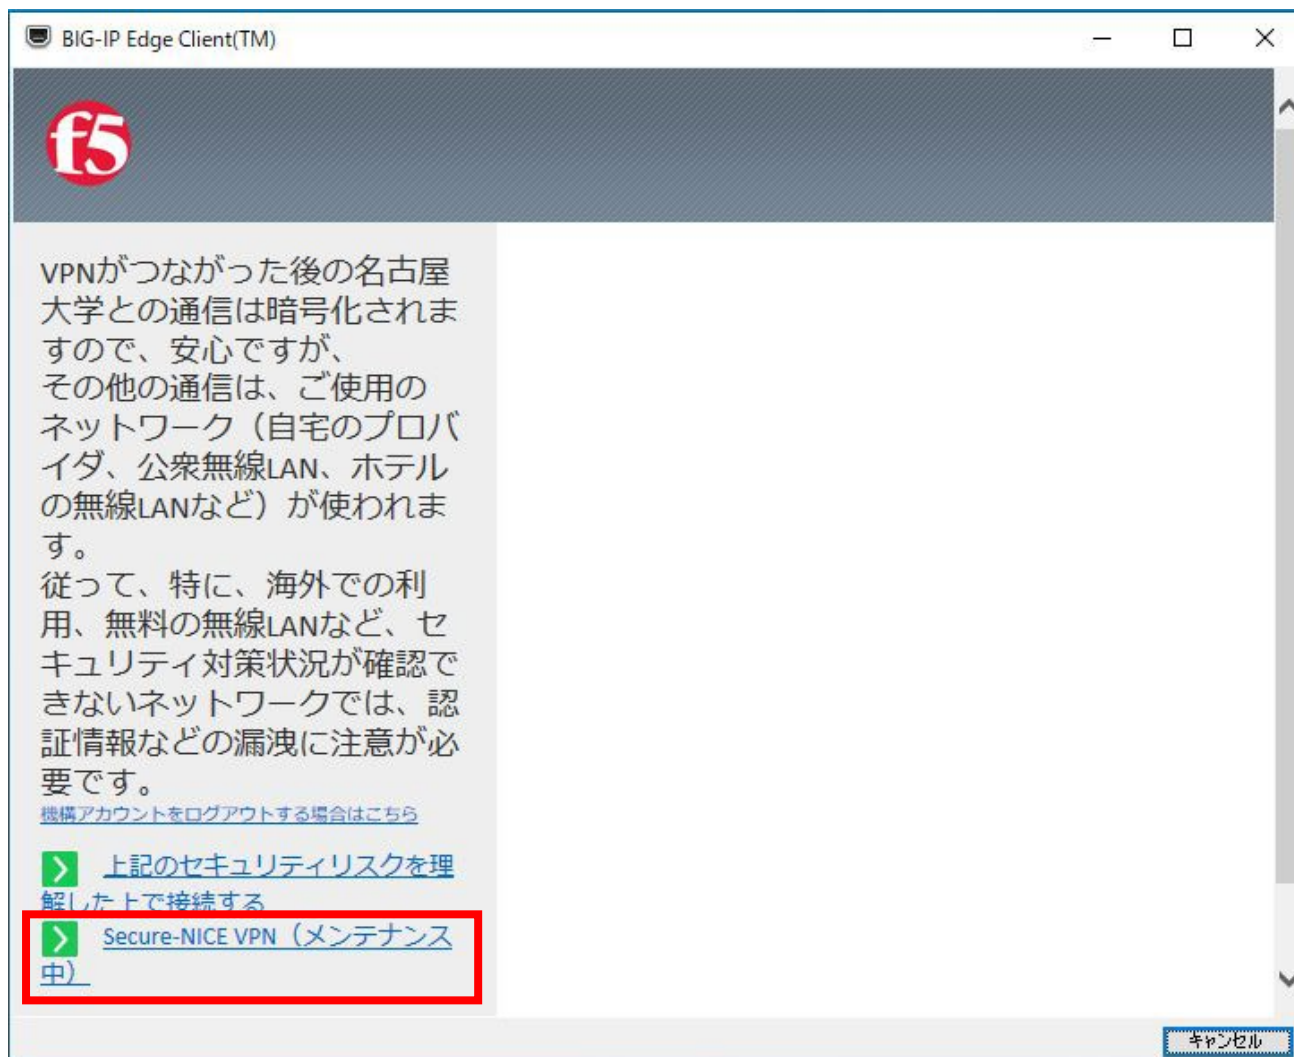 BIG-IP Edge Client(TM)
f5
VPNがつながった後の名古屋
大学との通信は暗号化されま
すので、安心ですが、
その他の通信は、ご使用の
ネットワーク（自宅のプロバ
イダ、公衆無線LAN、ホテル
の無線LANなど）が使われま
す。
従って、特に、海外での利
用、無料の無線LANなど、セ
キュリティ対策状況が確認で
きないネットワークでは、認
証情報などの漏洩に注意が必
要です。
機構アカウントをログアウトする場合はこちら
上記のセキュリティリスクを理
解した上で接続する
Secure-NICE VPN（メンテナンス
中）
キャンセル